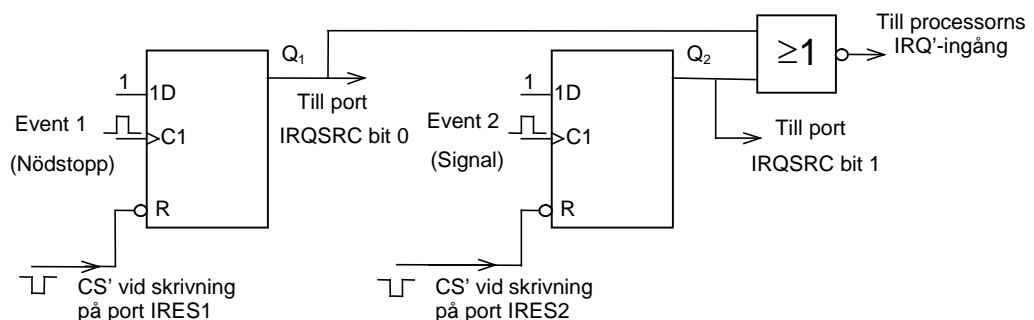 Q1
1
1D
Event 1
(Nödstopp)
C1
R
Till port
IRQSRC bit 0
CS’ vid skrivning
på port IRES1
Q2
1
1D
Event 2
(Signal)
C1
R
Till port
IRQSRC bit 1
CS’ vid skrivning
på port IRES2
≥1
Till processorns
IRQ’-ingång